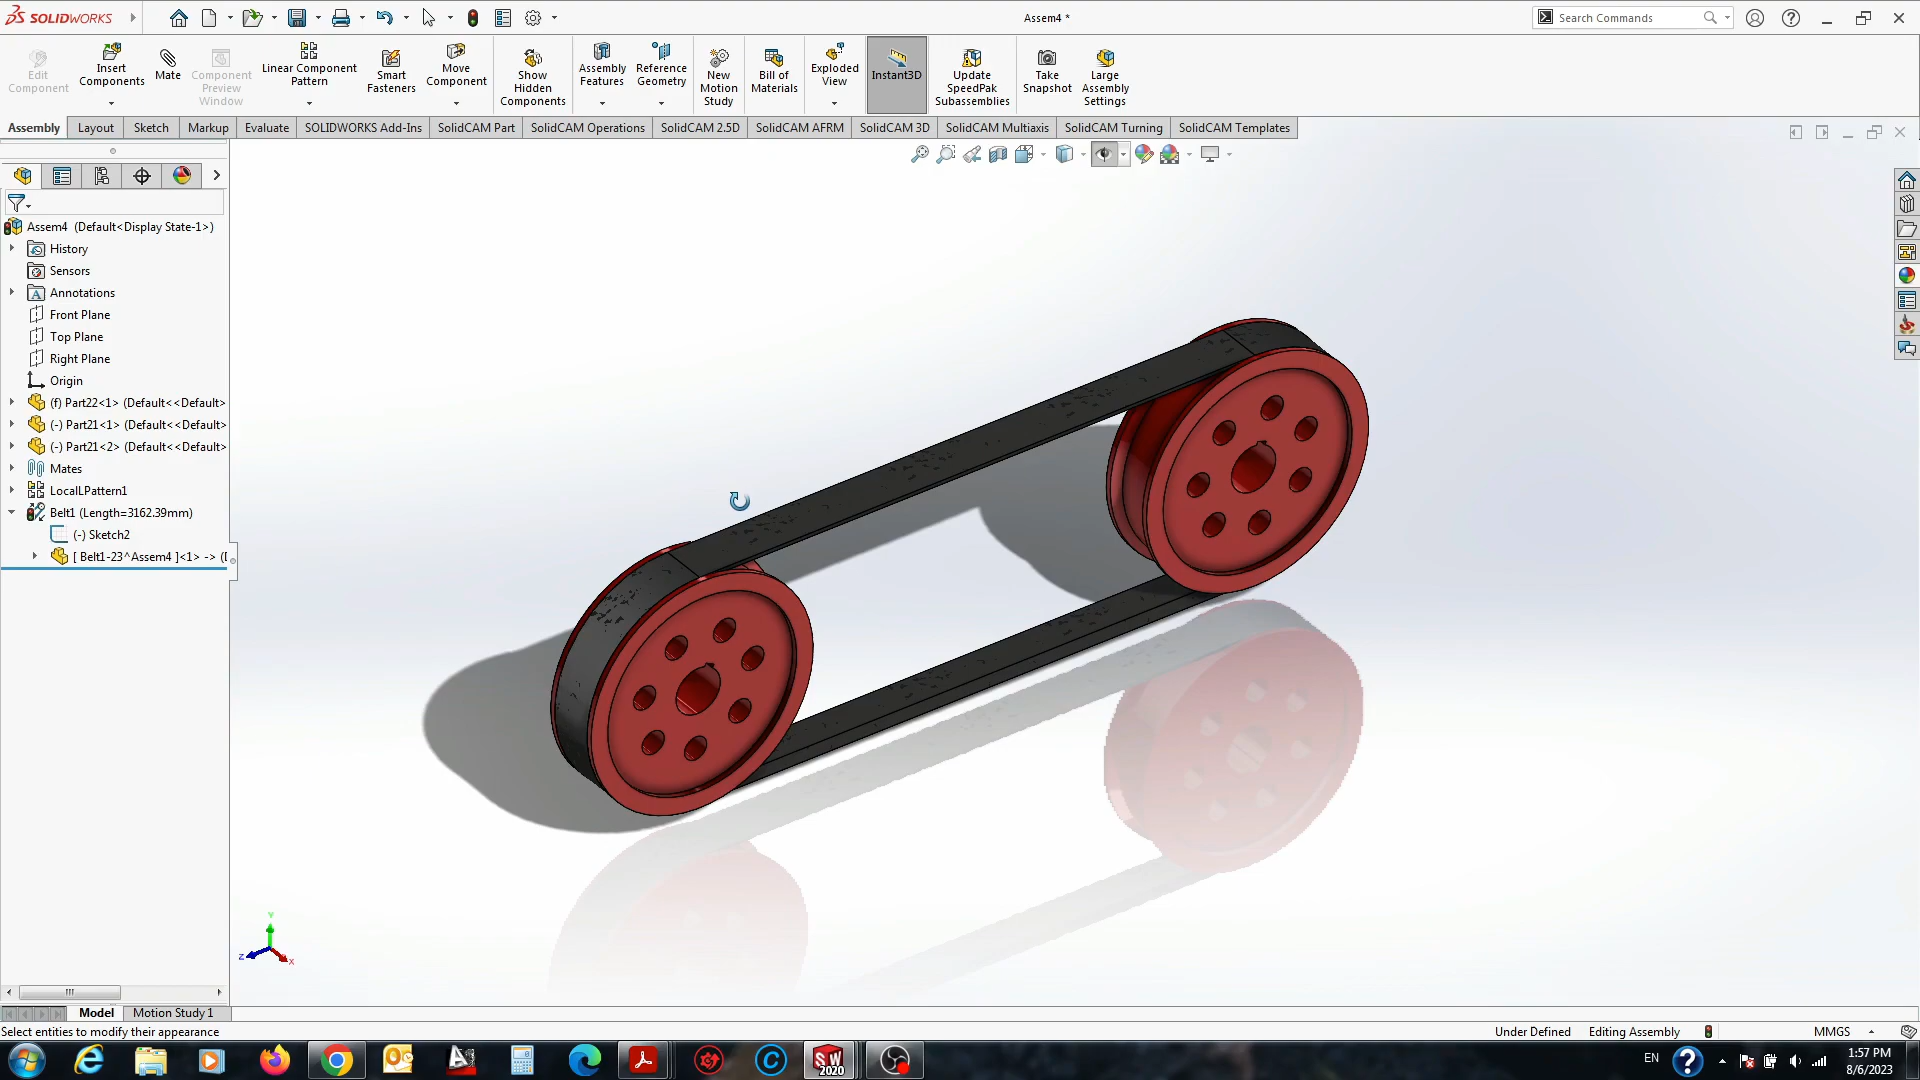 SOLIDWORKS
Assem4 *
Search Commands
Edit Component
Insert Components
Mate
Component Preview Window
Linear Component Pattern
Smart Fasteners
Move Component
Show Hidden Components
Assembly Features
Reference Geometry
New Motion Study
Bill of Materials
Exploded View
Instant3D
Update SpeedPak Subassemblies
Take Snapshot
Large Assembly Settings
Assembly
Layout
Sketch
Markup
Evaluate
SOLIDWORKS Add-Ins
SolidCAM Part
SolidCAM Operations
SolidCAM 2.5D
SolidCAM AFRM
SolidCAM 3D
SolidCAM Multiaxis
SolidCAM Turning
SolidCAM Templates
Assem4 (Default<Display State-1>)
History
Sensors
Annotations
Front Plane
Top Plane
Right Plane
Origin
(f) Part22<1> (Default<<Default>
(-) Part21<1> (Default<<Default>
(-) Part21<2> (Default<<Default>
Mates
LocalLPattern1
Belt1 (Length=3162.39mm)
(-) Sketch2
[ Belt1-23^Assem4 ]<1> -> (
Y
Z
X
Model
Motion Study 1
Select entities to modify their appearance
Under Defined
Editing Assembly
MMGS
SW
2020
EN
1:57 PM
8/6/2023